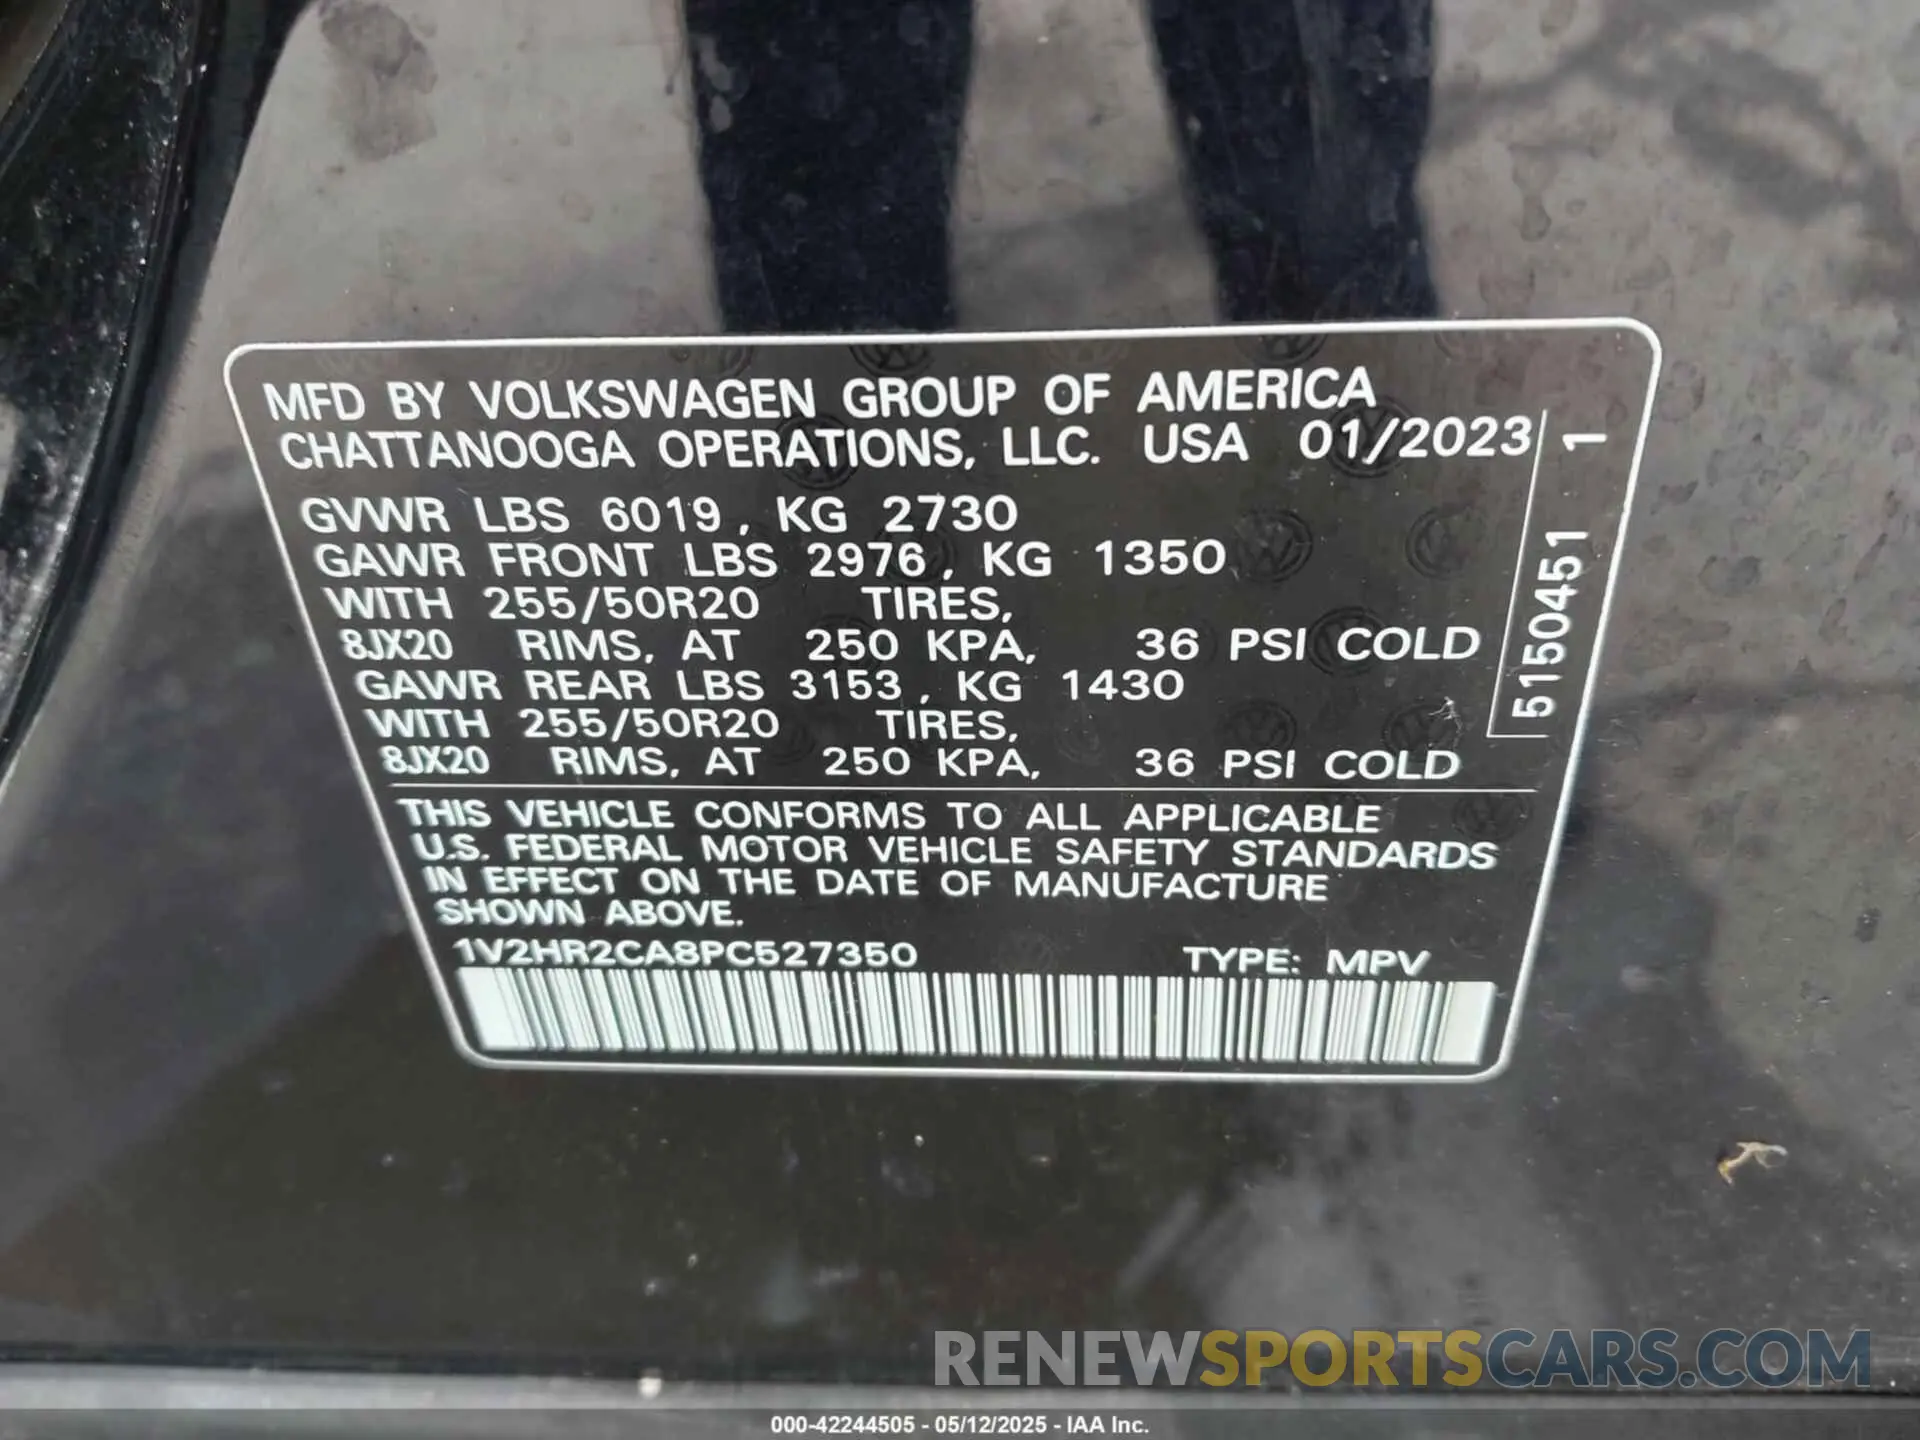 MFD BY VOLKSWAGEN GROUP OF AMERICA
CHATTANOOGA OPERATIONS, LLC. USA 01/2023
GVWR LBS 6019, KG 2730
GAWR FRONT LBS 2976, KG 1350
WITH 255/50R20 TIRES,
8JX20 RIMS, AT 250 KPA, 36 PSI COLD
GAWR REAR LBS 3153, KG 1430
WITH 255/50R20 TIRES,
8JX20 RIMS, AT 250 KPA, 36 PSI COLD
5150451 1
THIS VEHICLE CONFORMS TO ALL APPLICABLE
U.S. FEDERAL MOTOR VEHICLE SAFETY STANDARDS
IN EFFECT ON THE DATE OF MANUFACTURE
SHOWN ABOVE.
1V2HR2CA8PC527350 TYPE: MPV
RENEWSPORTSCARS.COM
000-42244505 - 05/12/2025 - IAA Inc.